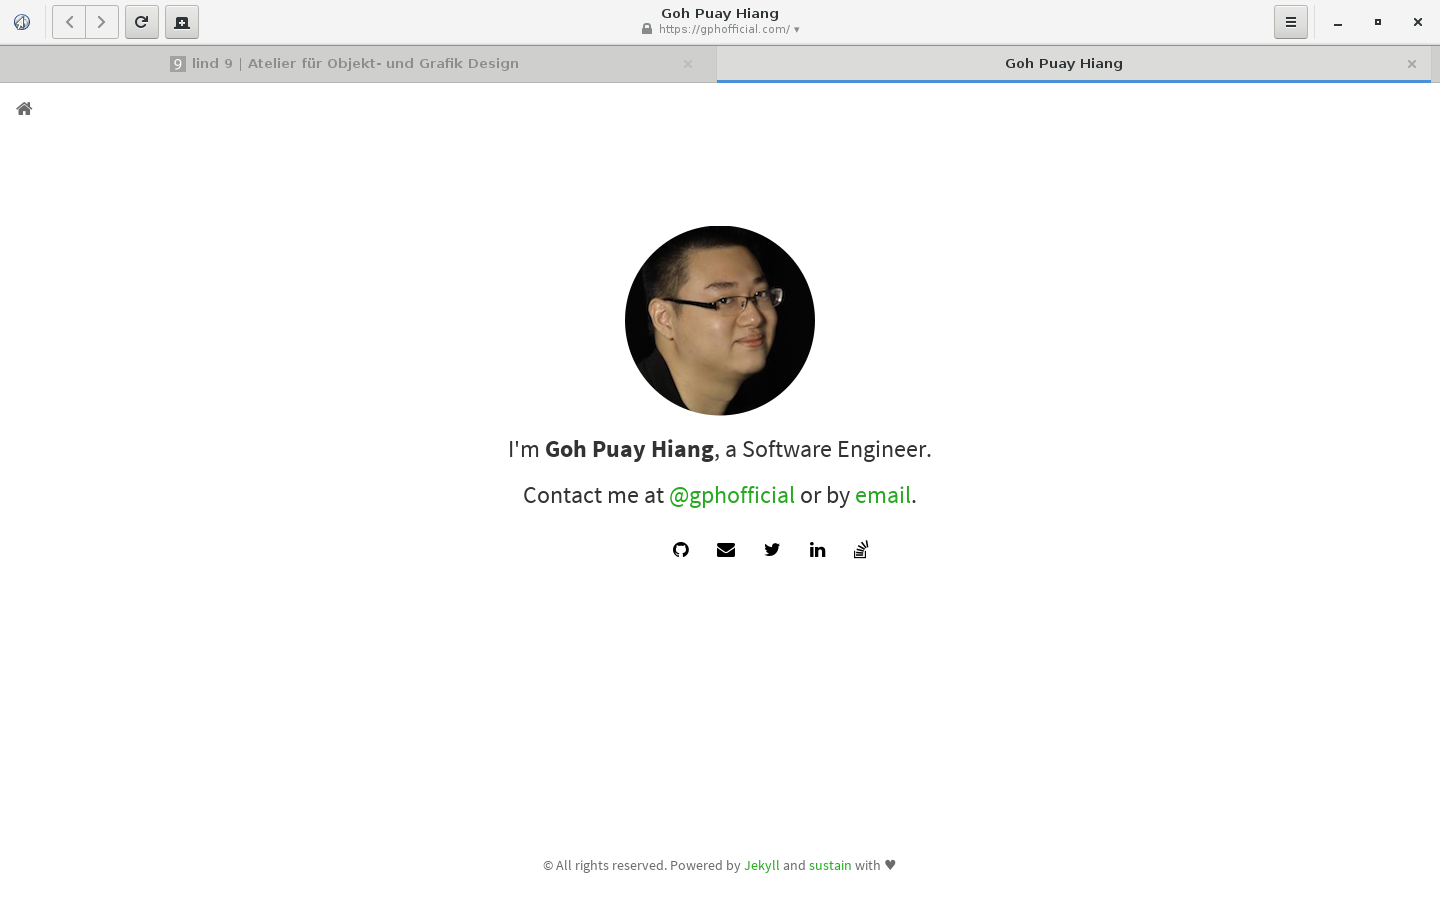 Goh Puay Hiang
https://gphofficial.com/ ▾
9 lind 9 | Atelier für Objekt- und Grafik Design
Goh Puay Hiang
I'm Goh Puay Hiang, a Software Engineer.
Contact me at @gphofficial or by email.
© All rights reserved. Powered by Jekyll and sustain with ♥